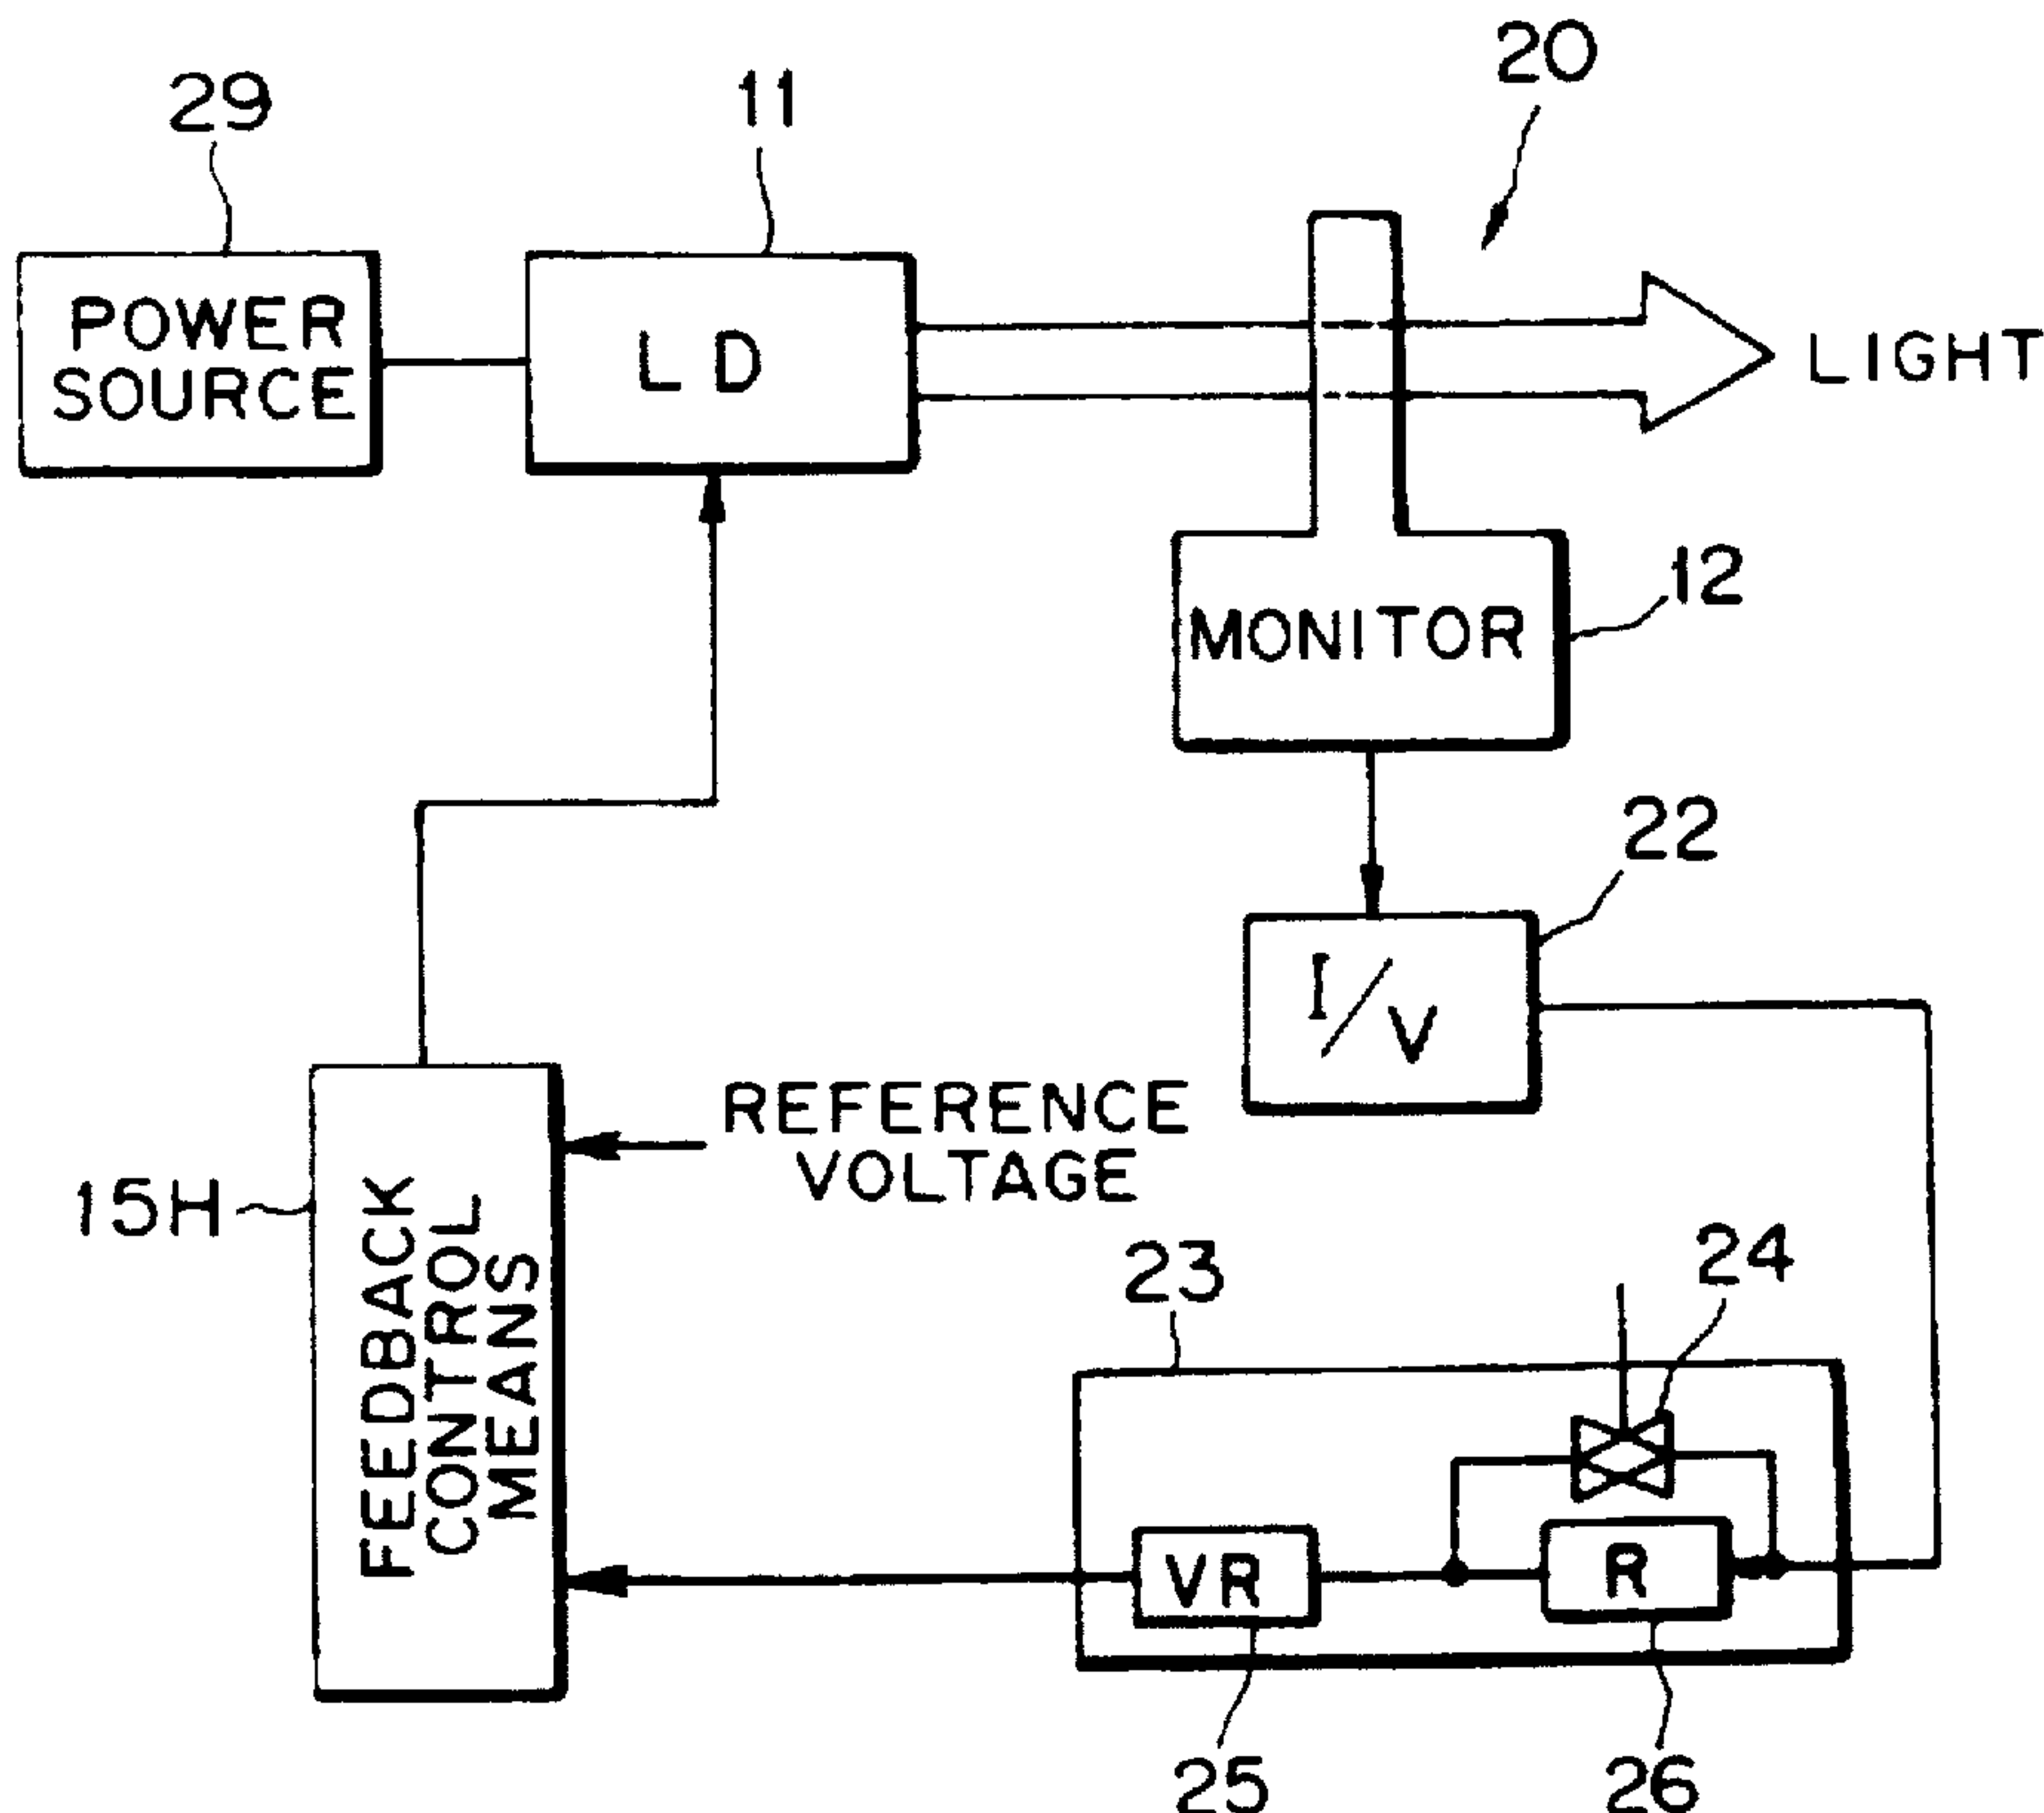 20
29
11
POWER
SOURCE
LD
LIGHT
12
MONITOR
22
I/V
REFERENCE
VOLTAGE
15H
FEEDBACK
CONTROL
MEANS
23
24
VR
R
25
26